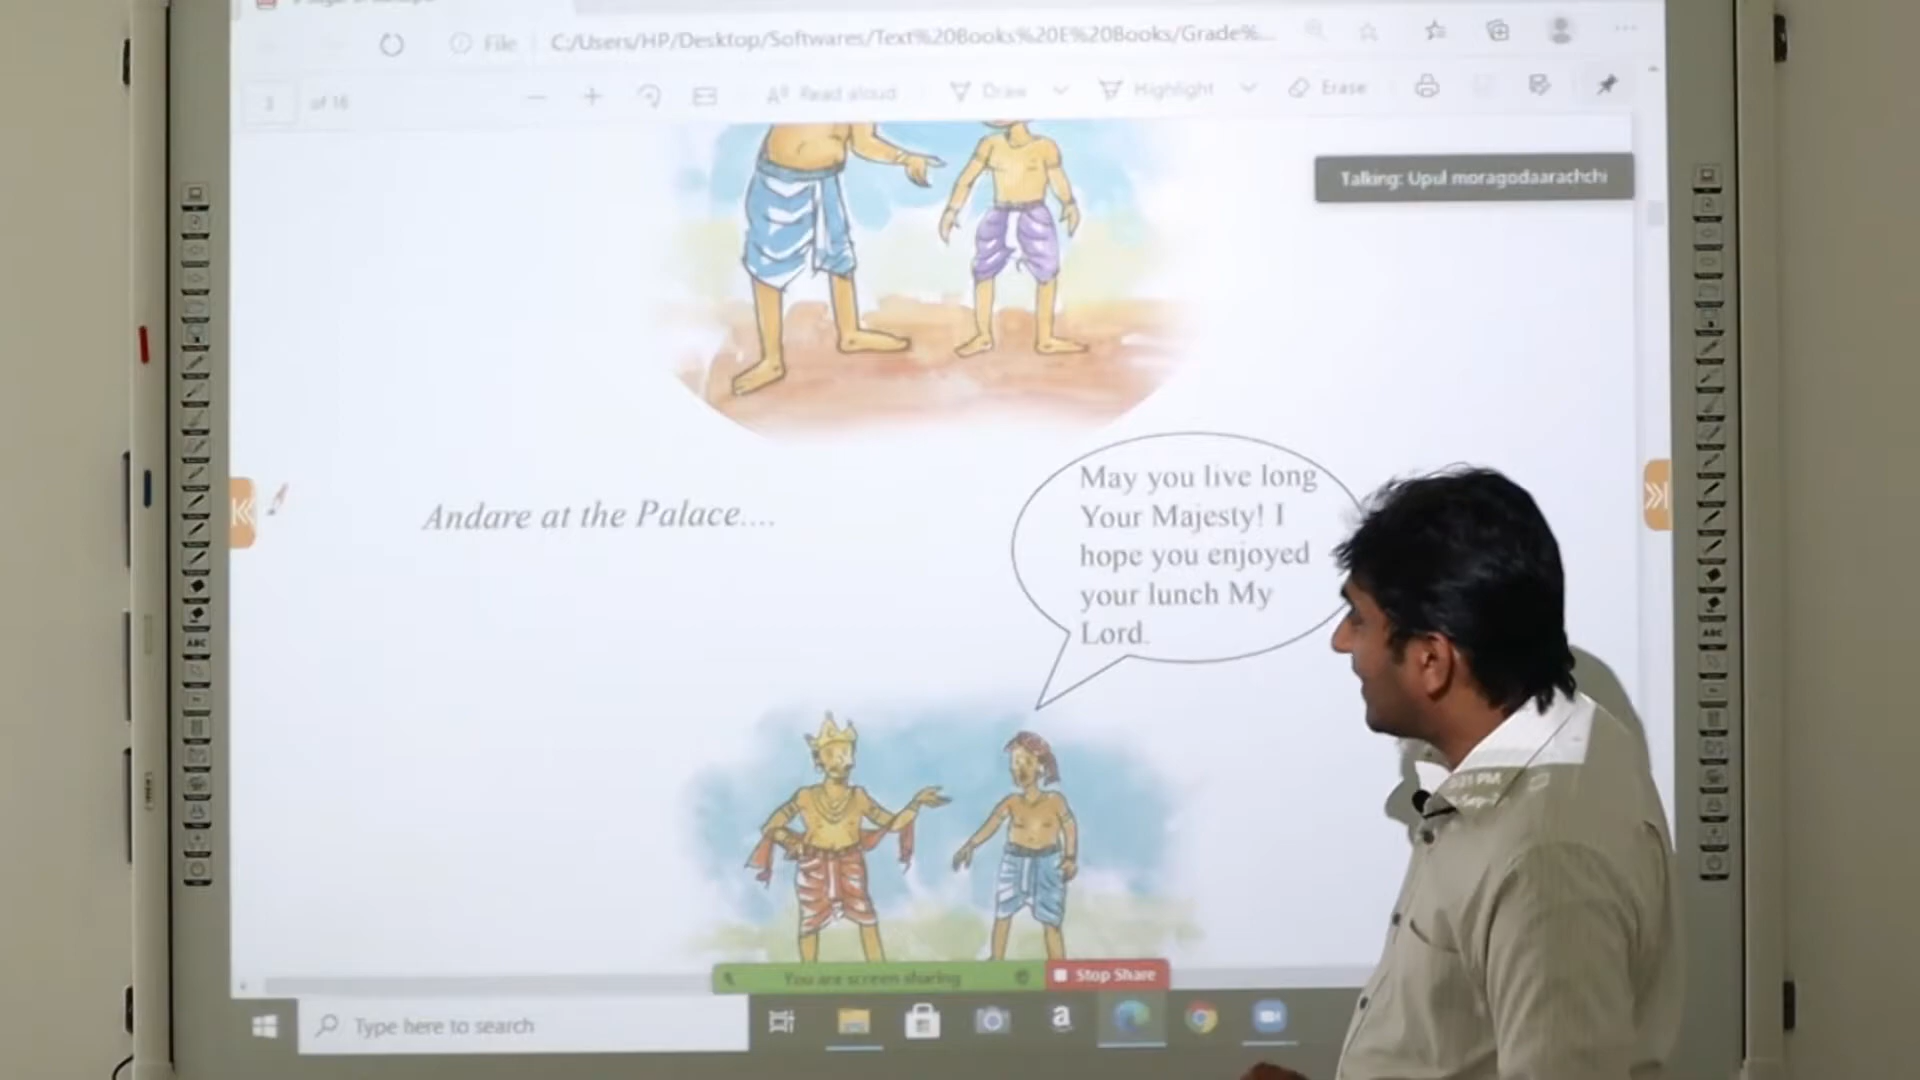 File
C:/Users/HP/Desktop/Softwares/Text%20Books%20E%20Books/Grade%...
of 16
Read aloud
Draw
Highlight
Erase
Talking: Upul moragodaarachchi
May you live long
Your Majesty! I
hope you enjoyed
your lunch My
Lord.
Andare at the Palace....
ABC
ABC
You are screen sharing
Stop Share
Type here to search